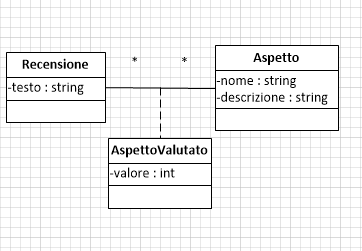 Recensione
-testo : string
*
*
Aspetto
-nome : string
-descrizione : string
AspettoValutato
-valore : int